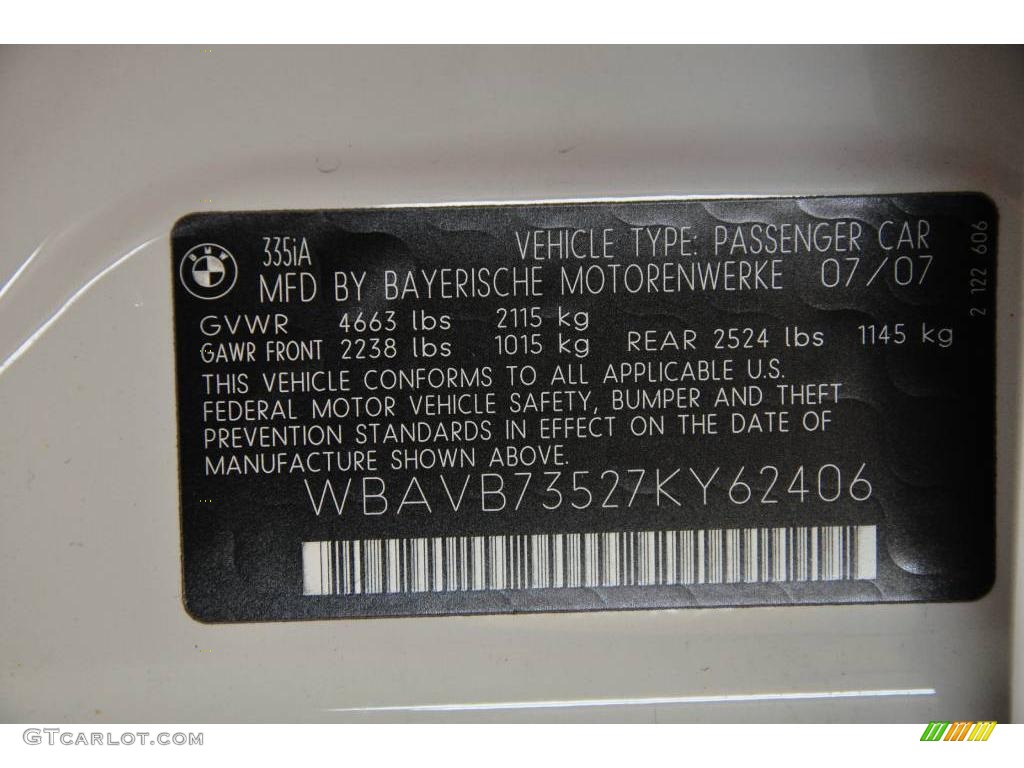 BMW
335iA
VEHICLE TYPE: PASSENGER CAR
MFD BY BAYERISCHE MOTORENWERKE 07/07
GVWR 4663 lbs 2115 kg
GAWR FRONT 2238 lbs 1015 kg REAR 2524 lbs 1145 kg
THIS VEHICLE CONFORMS TO ALL APPLICABLE U.S.
FEDERAL MOTOR VEHICLE SAFETY, BUMPER AND THEFT
PREVENTION STANDARDS IN EFFECT ON THE DATE OF
MANUFACTURE SHOWN ABOVE.
WBAVB73527KY62406
2 122 606
GTCARLOT.COM